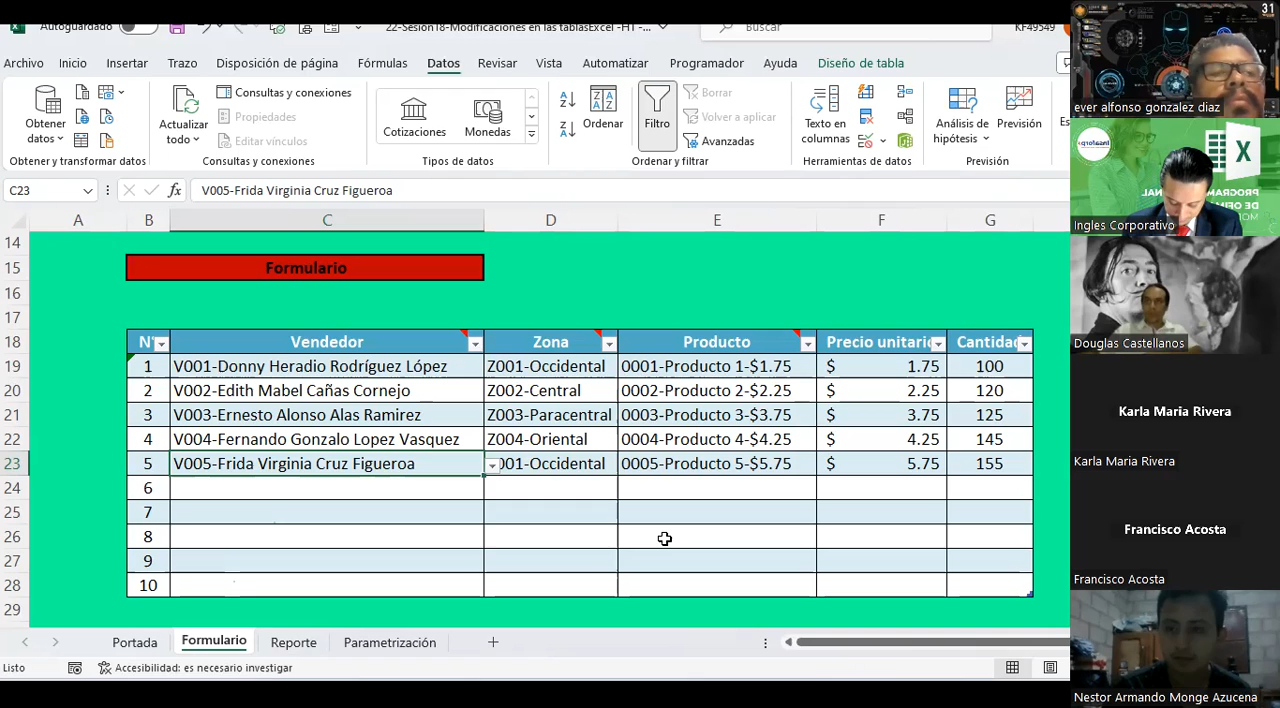 Autoguardado
22-Sesion18-Modificaciones en las tablasExcel -HT -...
Buscar
KF49549
Archivo Inicio Insertar Trazo Disposición de página Fórmulas Datos Revisar Vista Automatizar Programador Ayuda Diseño de tabla
Obtener datos
Actualizar todo
Consultas y conexiones
Propiedades
Editar vínculos
Cotizaciones
Monedas
Ordenar
Filtro
Borrar
Volver a aplicar
Avanzadas
Texto en columnas
Análisis de hipótesis
Previsión
Obtener y transformar datos
Consultas y conexiones
Tipos de datos
Ordenar y filtrar
Herramientas de datos
Previsión
C23
fx
V005-Frida Virginia Cruz Figueroa
A B C D E F G
14
15 Formulario
16
17
18 N° Vendedor Zona Producto Precio unitario Cantidad
19 1 V001-Donny Heradio Rodríguez López Z001-Occidental 0001-Producto 1-$1.75 $ 1.75 100
20 2 V002-Edith Mabel Cañas Cornejo Z002-Central 0002-Producto 2-$2.25 $ 2.25 120
21 3 V003-Ernesto Alonso Alas Ramirez Z003-Paracentral 0003-Producto 3-$3.75 $ 3.75 125
22 4 V004-Fernando Gonzalo Lopez Vasquez Z004-Oriental 0004-Producto 4-$4.25 $ 4.25 145
23 5 V005-Frida Virginia Cruz Figueroa 001-Occidental 0005-Producto 5-$5.75 $ 5.75 155
24 6
25 7
26 8
27 9
28 10
29
Portada Formulario Reporte Parametrización
Listo
Accesibilidad: es necesario investigar
31
ever alfonso gonzalez diaz
Insaforp
PROGRAM
DE OFI
X
Ingles Corporativo
Douglas Castellanos
Karla Maria Rivera
Karla Maria Rivera
Francisco Acosta
Francisco Acosta
Nestor Armando Monge Azucena